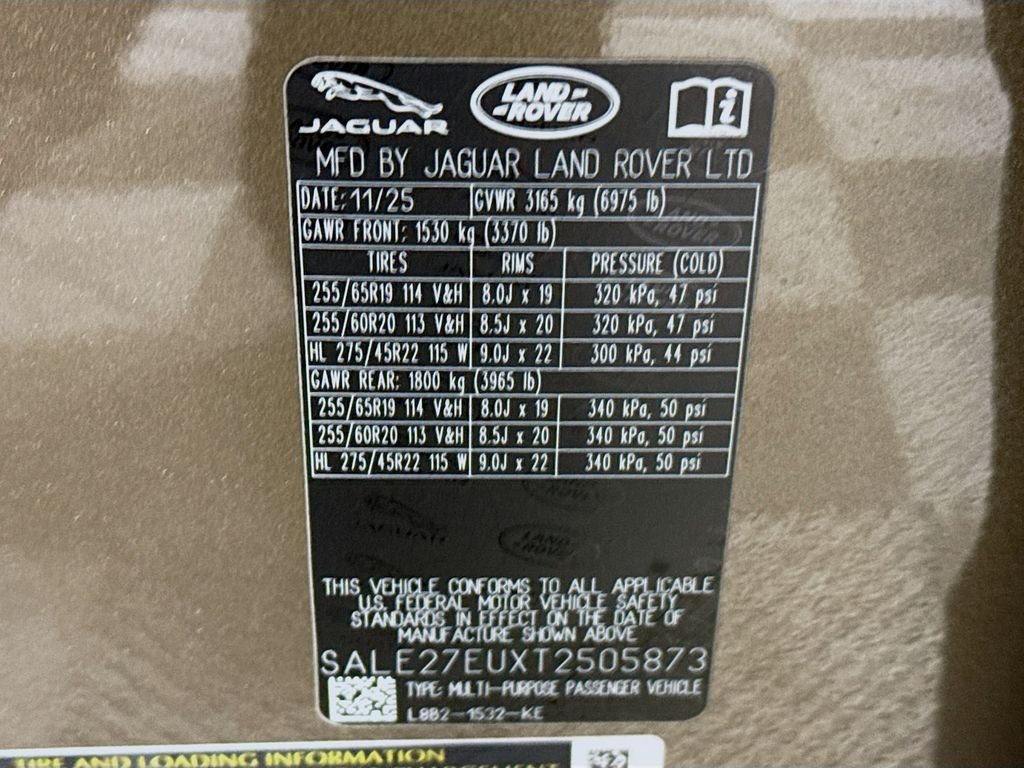 JAGUAR
LAND-
-ROVER
i
MFD BY JAGUAR LAND ROVER LTD
DATE: 11/25 GVWR 3165 kg (6975 lb)
GAWR FRONT: 1530 kg (3370 lb)
TIRES RIMS PRESSURE (COLD)
255/65R19 114 V&H 8.0J x 19 320 kPa, 47 psi
255/60R20 113 V&H 8.5J x 20 320 kPa, 47 psi
HL 275/45R22 115 W 9.0J x 22 300 kPa, 44 psi
GAWR REAR: 1800 kg (3965 lb)
255/65R19 114 V&H 8.0J x 19 340 kPa, 50 psi
255/60R20 113 V&H 8.5J x 20 340 kPa, 50 psi
HL 275/45R22 115 W 9.0J x 22 340 kPa, 50 psi
JAGUAR
LAND
ROVER
THIS VEHICLE CONFORMS TO ALL APPLICABLE
U.S. FEDERAL MOTOR VEHICLE SAFETY
STANDARDS IN EFFECT ON THE DATE OF
MANUFACTURE SHOWN ABOVE
SALE27EUXT2505873
TYPE: MULTI-PURPOSE PASSENGER VEHICLE
L8B2-1532-KE
TIRE AND LOADING INFORMATION